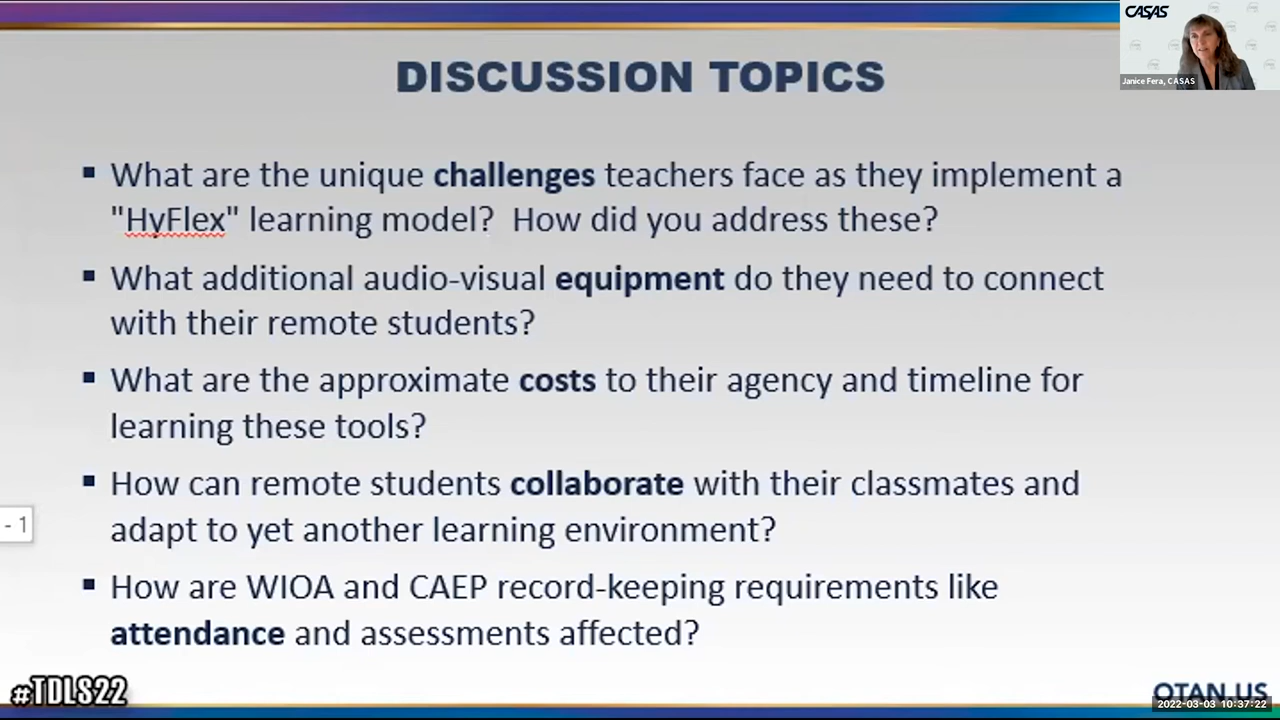 CASAS
Janice Fera, CASAS
DISCUSSION TOPICS
▪ What are the unique challenges teachers face as they implement a
"HyFlex" learning model?  How did you address these?
▪ What additional audio-visual equipment do they need to connect
with their remote students?
▪ What are the approximate costs to their agency and timeline for
learning these tools?
▪ How can remote students collaborate with their classmates and
adapt to yet another learning environment?
▪ How are WIOA and CAEP record-keeping requirements like
attendance and assessments affected?
- 1
#TDLS22
OTAN.US
2022-03-03 10:37:22